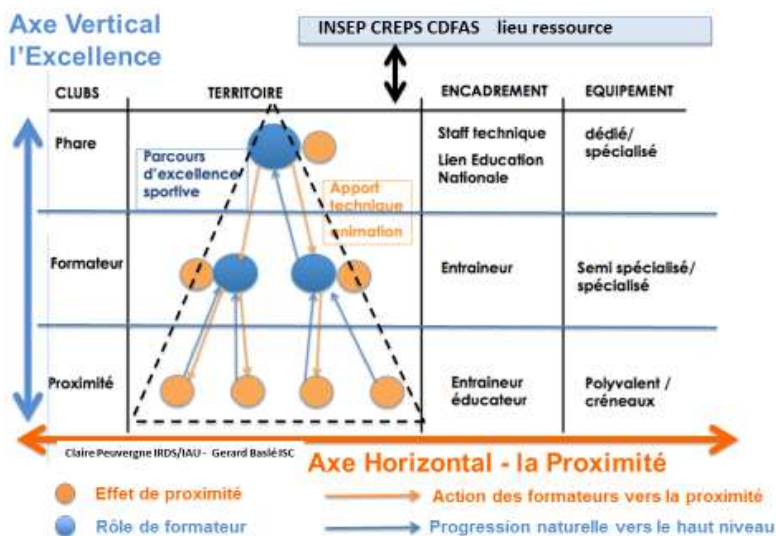 Axe Vertical
l'Excellence
INSEP CREPS CDFAS lieu ressource
CLUBS
TERRITOIRE
ENCADREMENT
EQUIPEMENT
Phare
Parcours
d'excellence
sportive
Apport
technique
animation
Staff technique
Lien Education
Nationale
dédié/
spécialisé
Formateur
Entraineur
Semi spécialisé/
spécialisé
Proximité
Entraineur
éducateur
Polyvalent /
créneaux
Claire Peuvergne IRDS/IAU - Gerard Baslé ISC
Axe Horizontal - la Proximité
Effet de proximité
Action des formateurs vers la proximité
Rôle de formateur
Progression naturelle vers le haut niveau